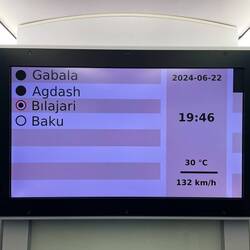 Gabala
Agdash
Bilajari
Baku
2024-06-22
19:46
30 °C
132 km/h